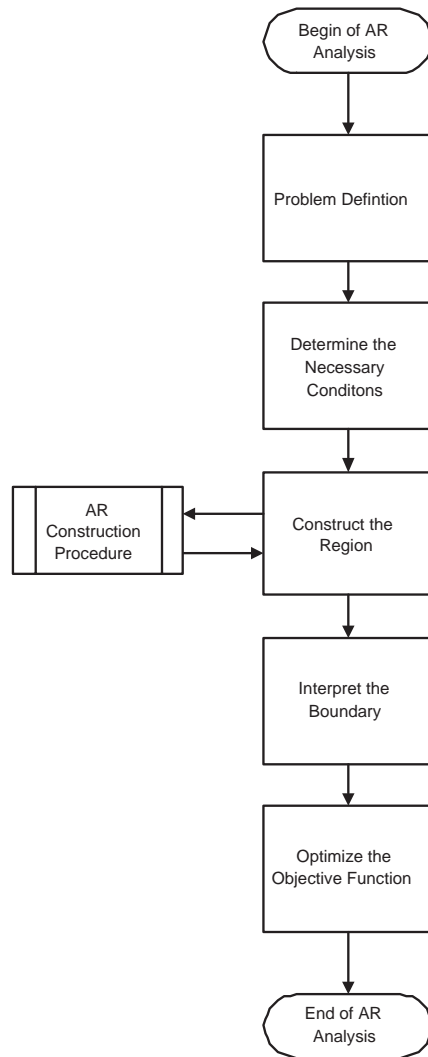 Begin of AR
Analysis
Problem Defintion
Determine the
Necessary
Conditons
AR
Construction
Procedure
Construct the
Region
Interpret the
Boundary
Optimize the
Objective Function
End of AR
Analysis